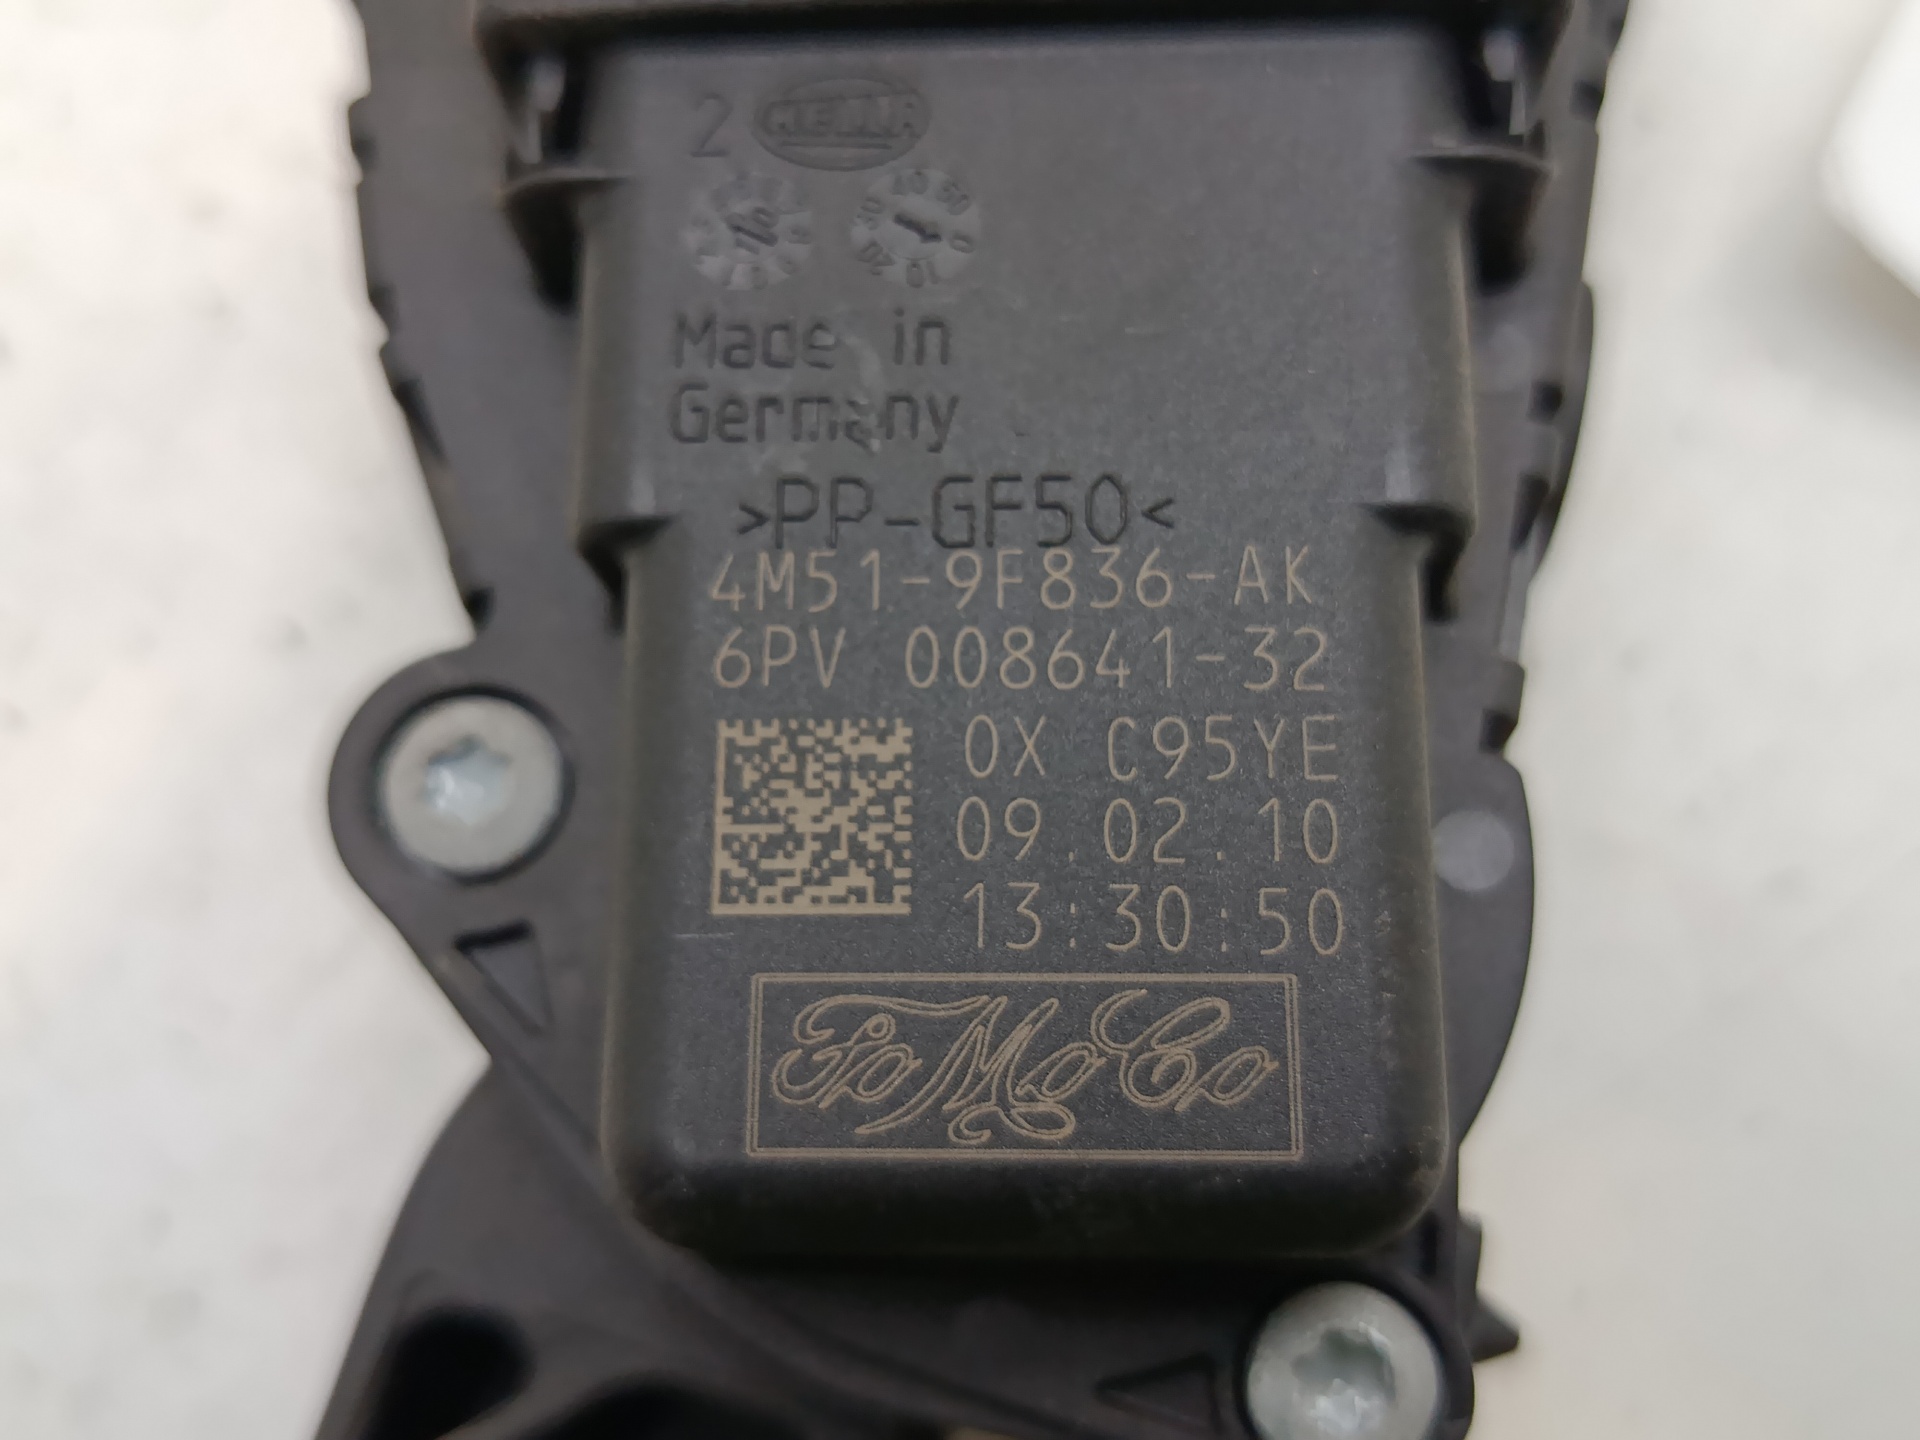 2 HELLA
Made in
Germany
>PP-GF50<
4M51-9F836-AK
6PV 008641-32
0X C95YE
09.02.10
13:30:50
FoMoCo